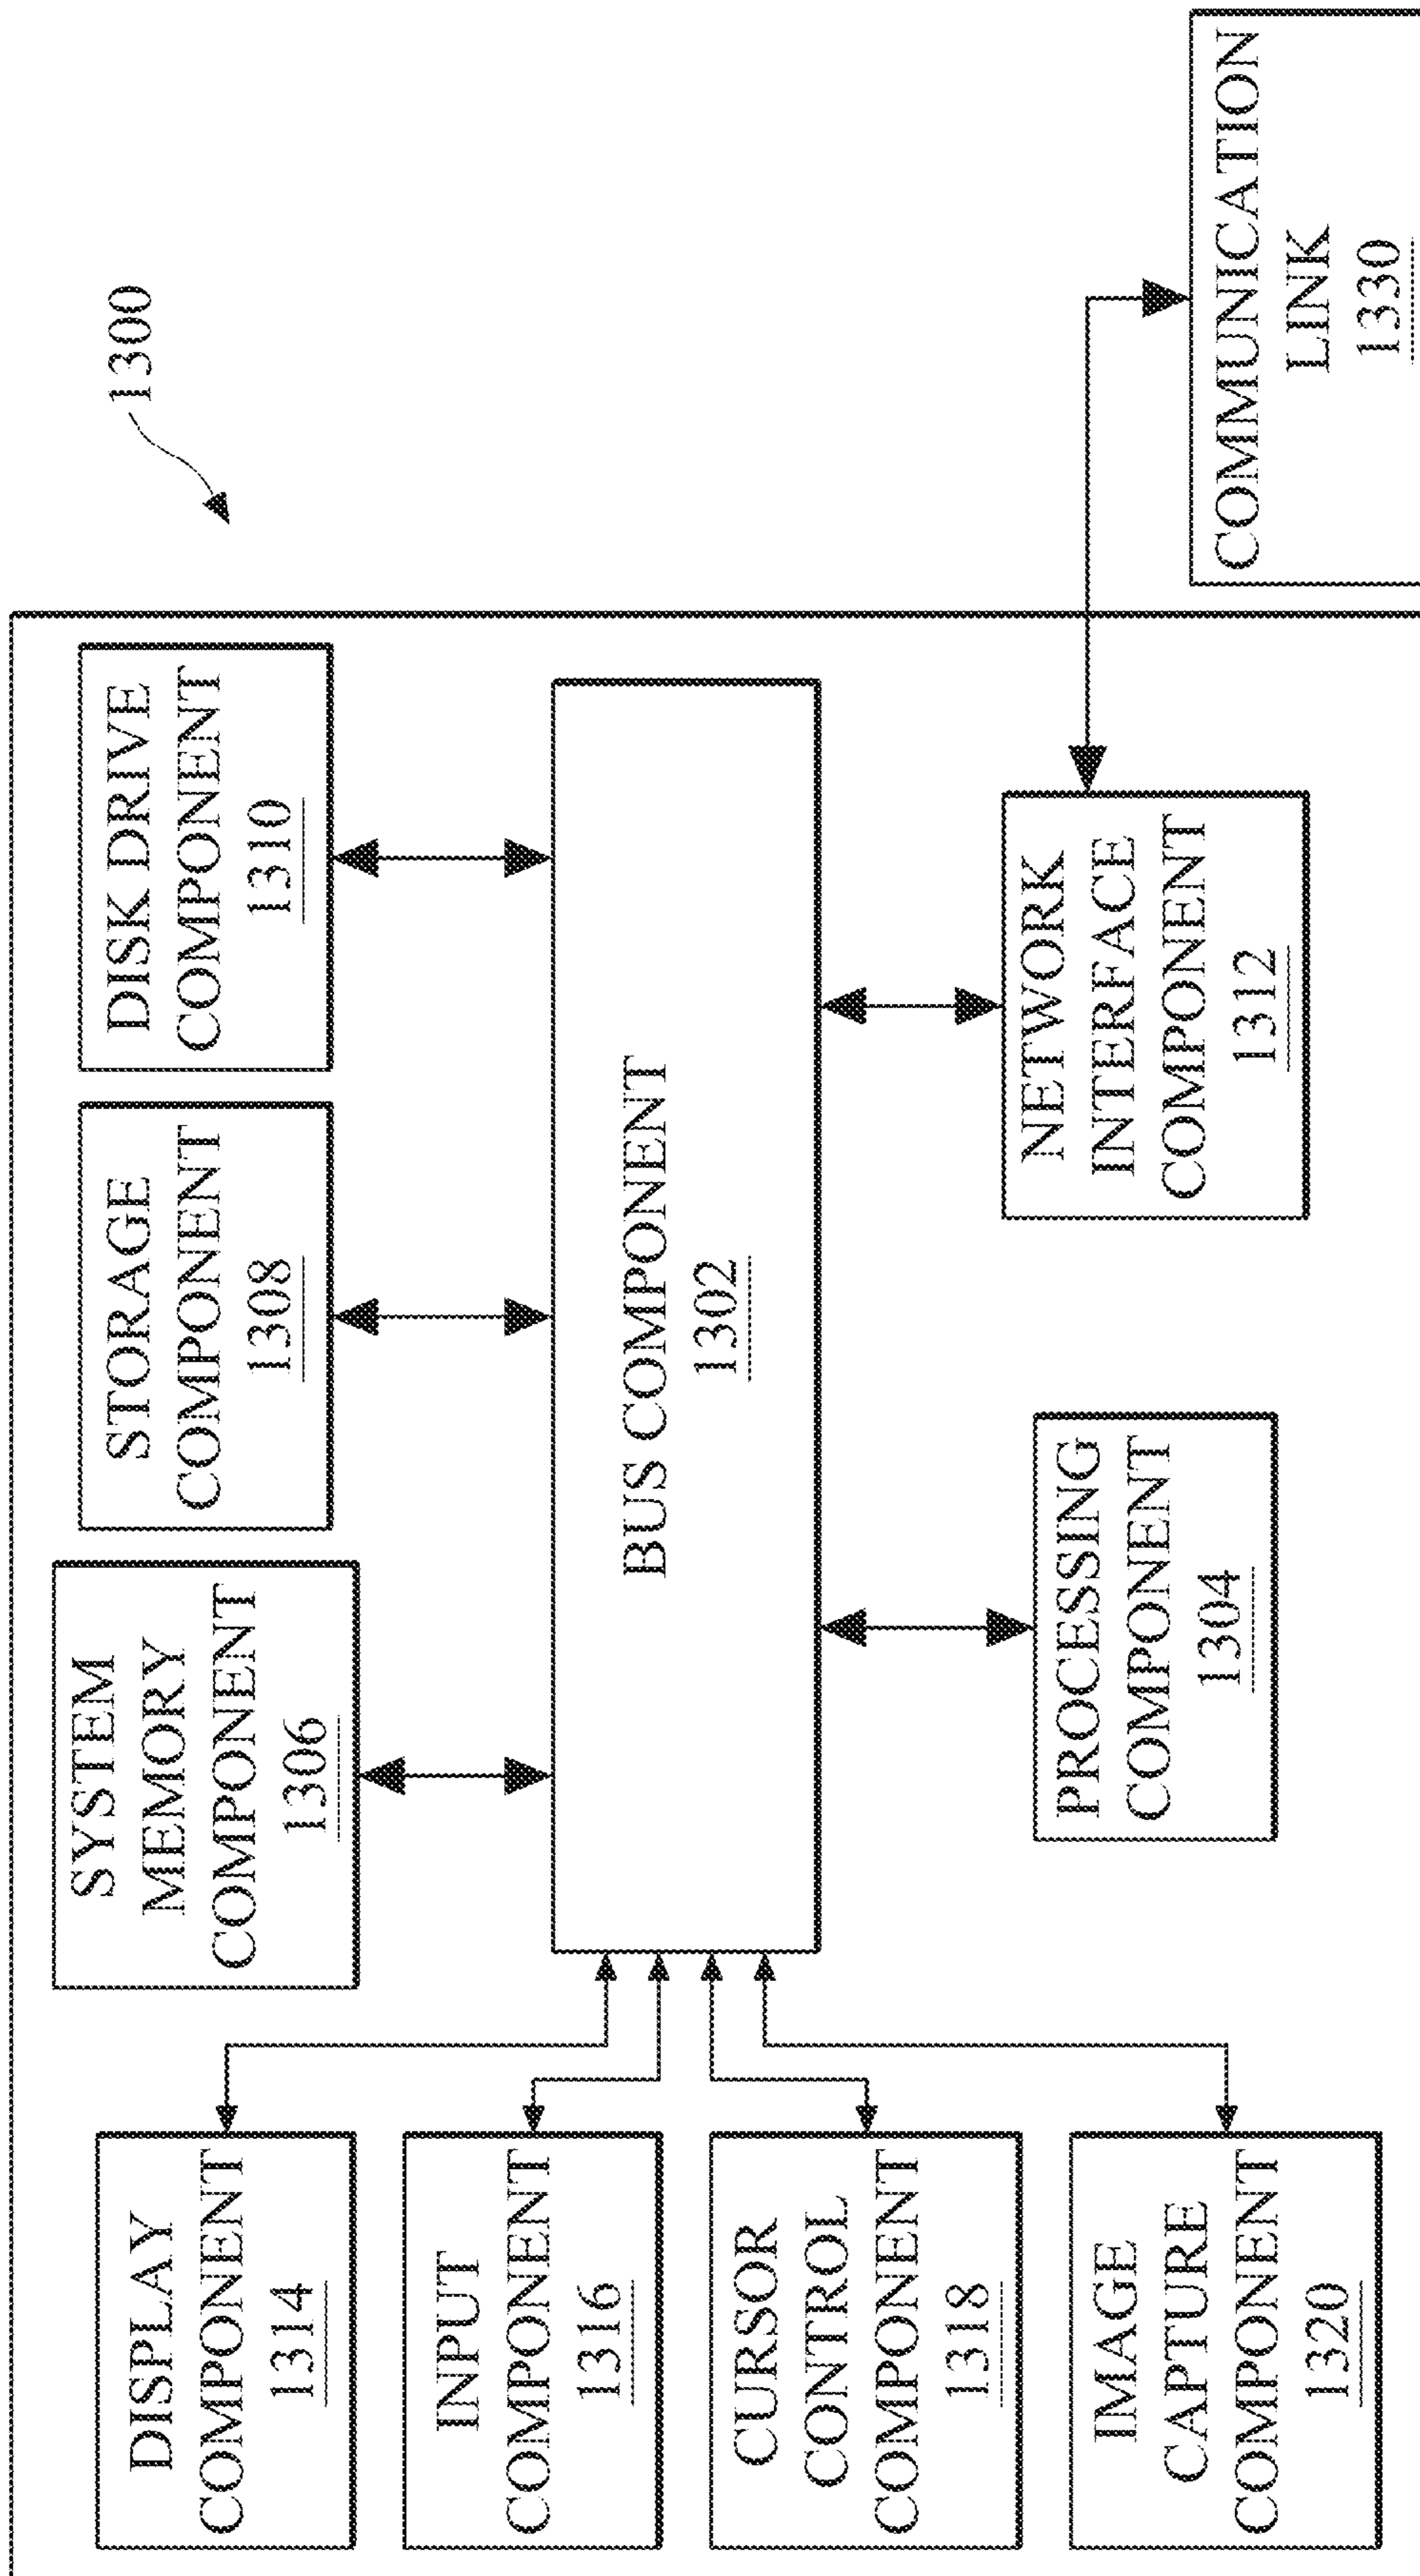 1300
DISPLAY
COMPONENT
1314
INPUT
COMPONENT
1316
CURSOR
CONTROL
COMPONENT
1318
IMAGE
CAPTURE
COMPONENT
1320
SYSTEM
MEMORY
COMPONENT
1306
STORAGE
COMPONENT
1308
DISK DRIVE
COMPONENT
1310
BUS COMPONENT
1302
PROCESSING
COMPONENT
1304
NETWORK
INTERFACE
COMPONENT
1312
COMMUNICATION
LINK
1330